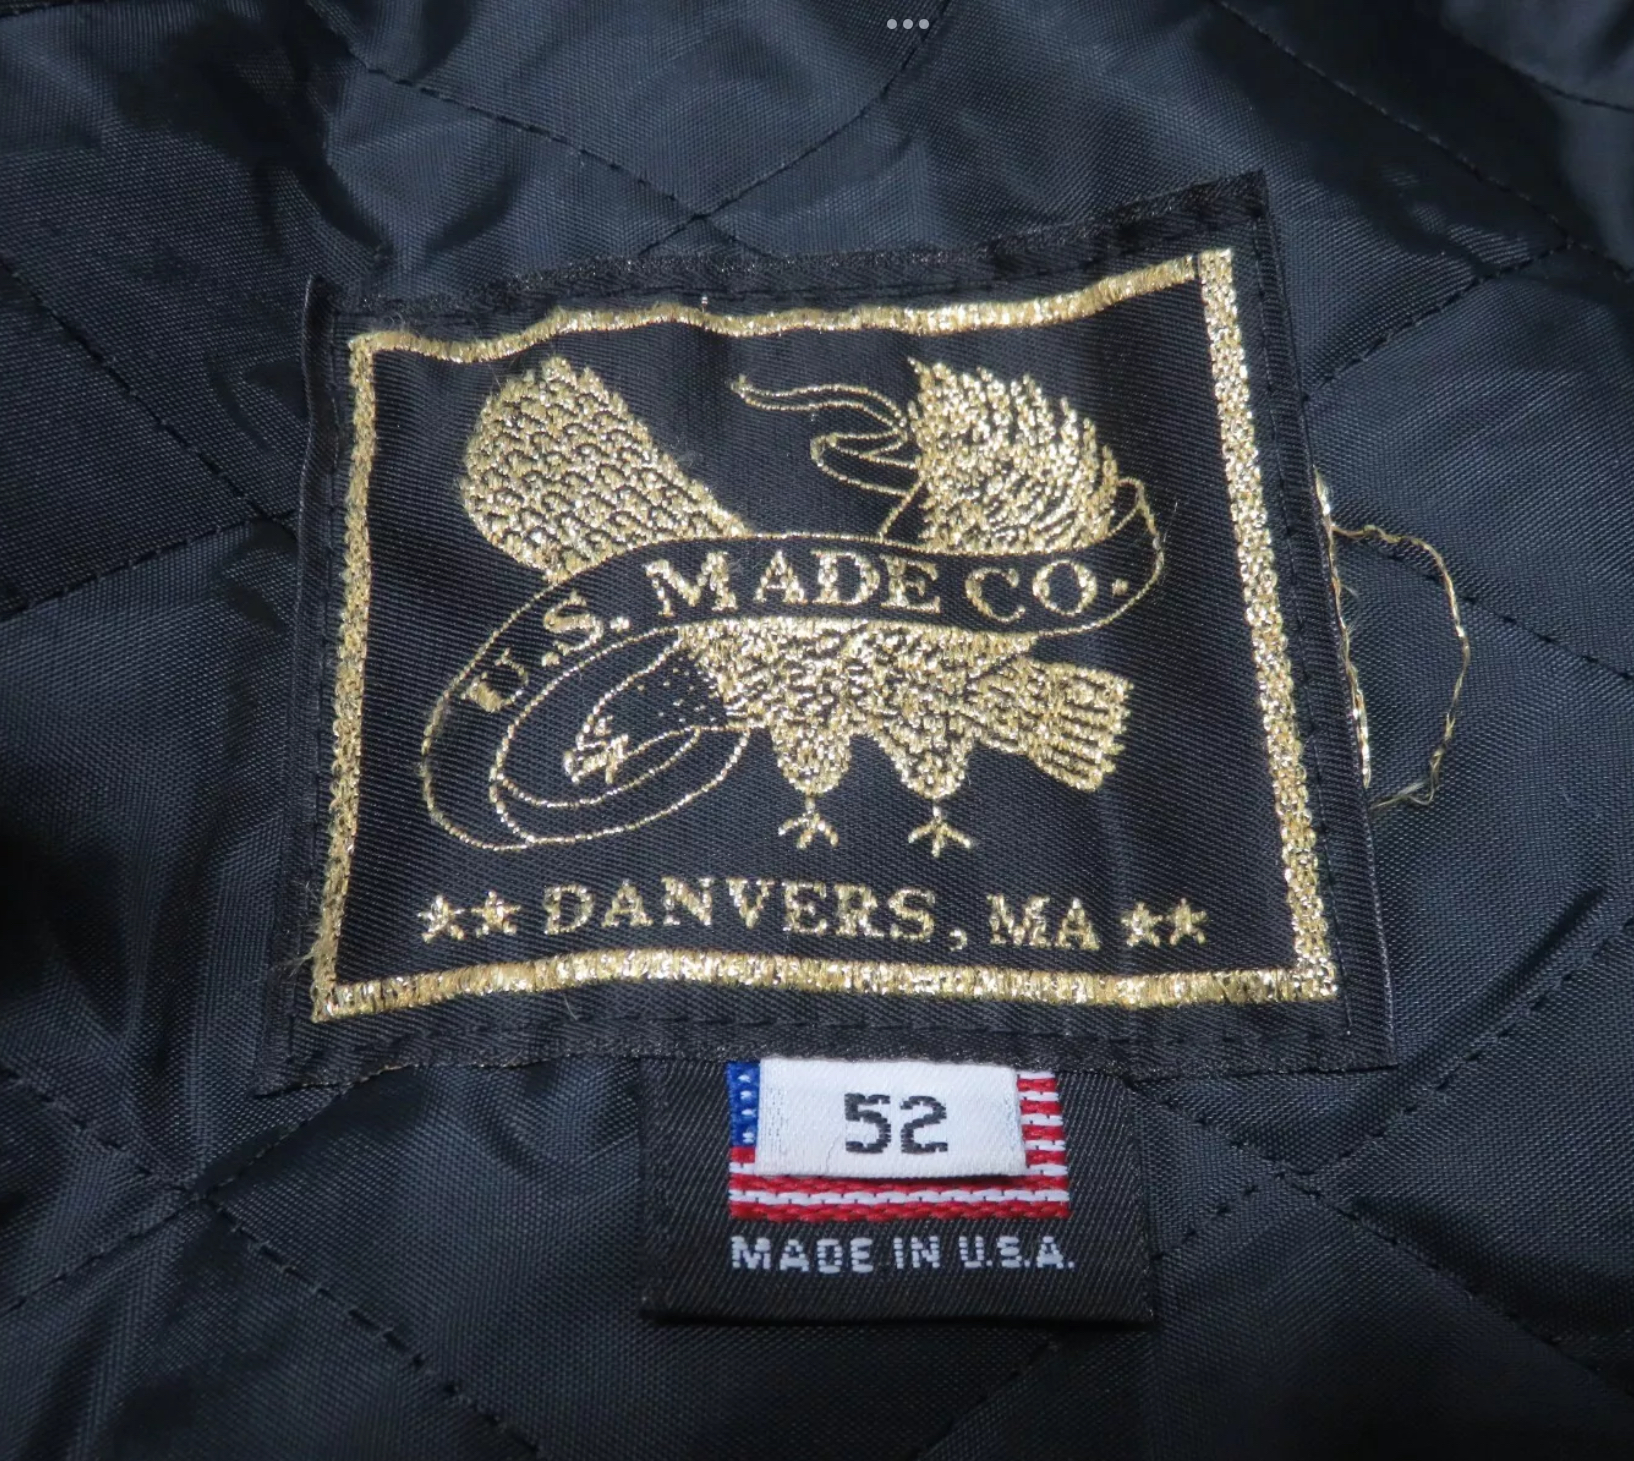 U.S. MADE CO.
DANVERS, MA
52
MADE IN U.S.A.